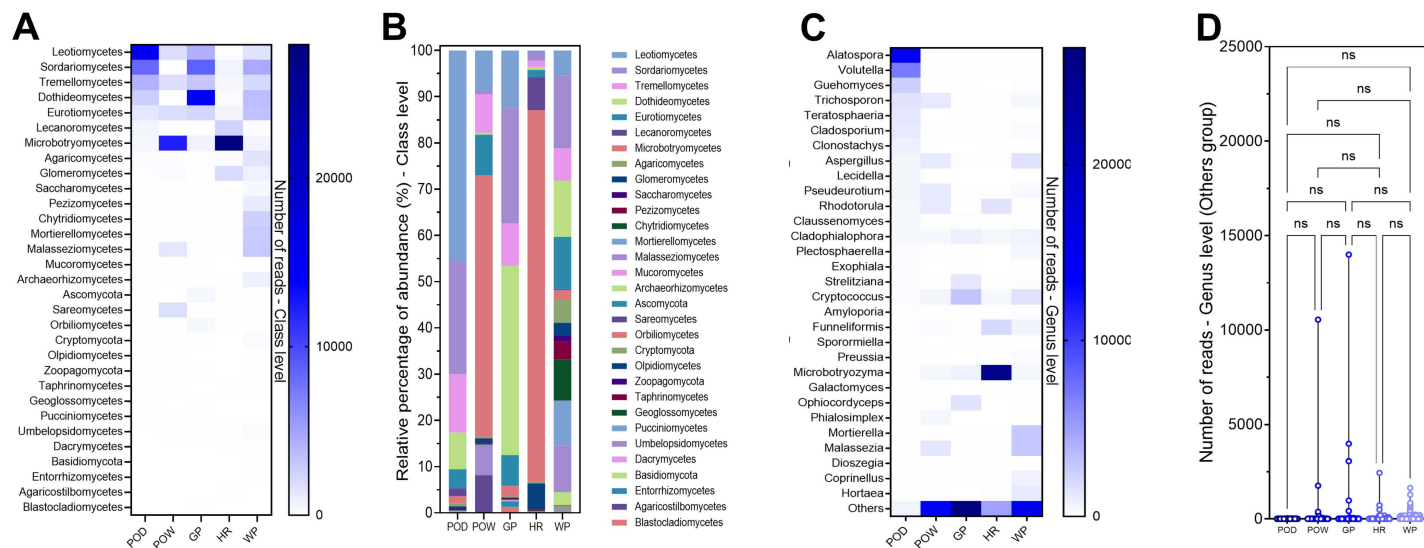 A
Leotiomycetes
Sordariomycetes
Tremellomycetes
Dothideomycetes
Eurotiomycetes
Lecanoromycetes
Microbotryomycetes
Agaricomycetes
Glomeromycetes
Saccharomycetes
Pezizomycetes
Chytridiomycetes
Mortierellomycetes
Malasseziomycetes
Mucoromycetes
Archaeorhizomycetes
Ascomycota
Sareomycetes
Orbiliomycetes
Cryptomycota
Olpidiomycetes
Zoopagomycota
Taphrinomycetes
Geoglossomycetes
Pucciniomycetes
Umbelopsidomycetes
Dacrymycetes
Basidiomycota
Entorrhizomycetes
Agaricostilbomycetes
Blastocladiomycetes
POD
POW
GP
HR
WP
20000
10000
0
Number of reads - Class level
B
Relative percentage of abundance (%) - Class level
100
90
80
70
60
50
40
30
20
10
0
POD
POW
GP
HR
WP
Leotiomycetes
Sordariomycetes
Tremellomycetes
Dothideomycetes
Eurotiomycetes
Lecanoromycetes
Microbotryomycetes
Agaricomycetes
Glomeromycetes
Saccharomycetes
Pezizomycetes
Chytridiomycetes
Mortierellomycetes
Malasseziomycetes
Mucoromycetes
Archaeorhizomycetes
Ascomycota
Sareomycetes
Orbiliomycetes
Cryptomycota
Olpidiomycetes
Zoopagomycota
Taphrinomycetes
Geoglossomycetes
Pucciniomycetes
Umbelopsidomycetes
Dacrymycetes
Basidiomycota
Entorrhizomycetes
Agaricostilbomycetes
Blastocladiomycetes
C
Alatospora
Volutella
Guehomyces
Trichosporon
Teratosphaeria
Cladosporium
Clonostachys
Aspergillus
Lecidella
Pseudeurotium
Rhodotorula
Claussenomyces
Cladophialophora
Plectosphaerella
Exophiala
Strelitziana
Cryptococcus
Amyloporia
Funneliformis
Sporormiella
Preussia
Microbotryozyma
Galactomyces
Ophiocordyceps
Phialosimplex
Mortierella
Malassezia
Dioszegia
Coprinellus
Hortaea
Others
POD
POW
GP
HR
WP
20000
10000
0
Number of reads - Genus level
D
Number of reads - Genus level (Others group)
25000
20000
15000
10000
5000
0
ns
ns
ns
ns
ns
ns
ns
ns
ns
ns
POD
POW
GP
HR
WP